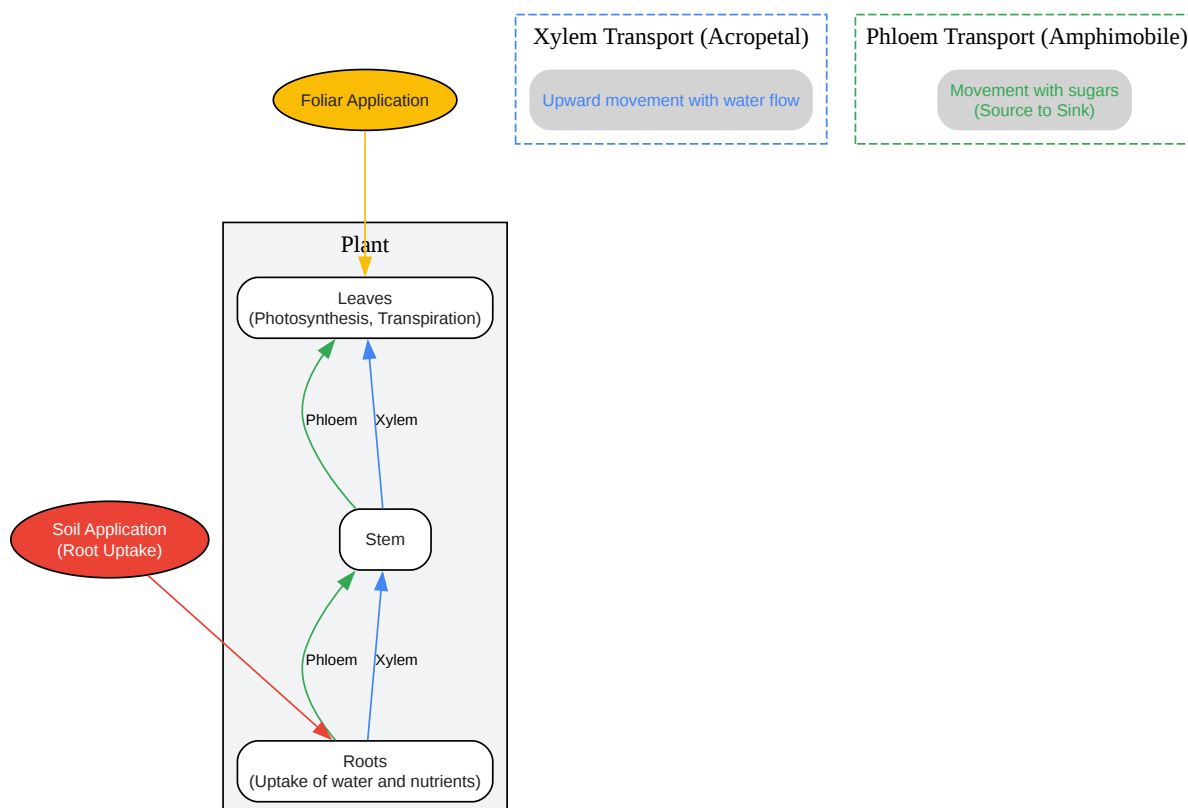 Xylem Transport (Acropetal)
Upward movement with water flow
Phloem Transport (Amphimobile)
Movement with sugars
(Source to Sink)
Foliar Application
Plant
Leaves
(Photosynthesis, Transpiration)
Phloem
Xylem
Stem
Soil Application
(Root Uptake)
Phloem
Xylem
Roots
(Uptake of water and nutrients)